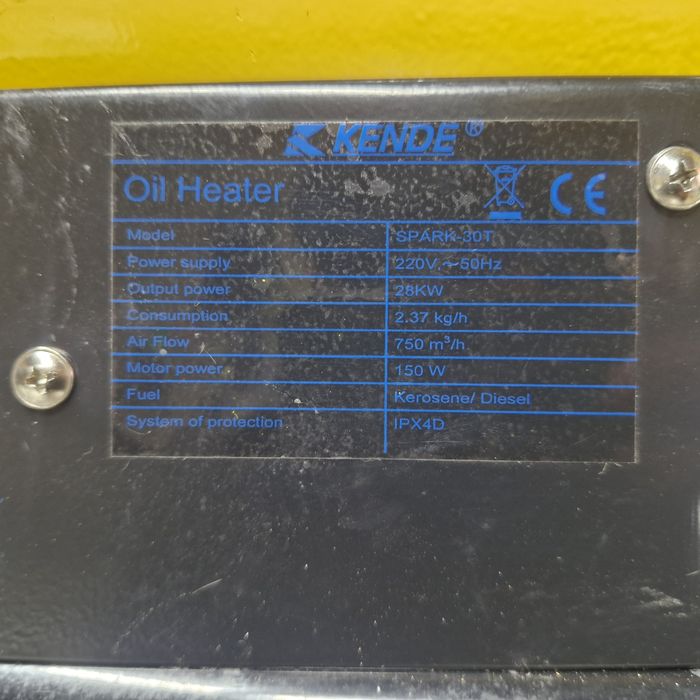 KENDE®
Oil Heater CE
Model SPARK-30T
Power supply 220V ~50Hz
Output power 28KW
Consumption 2.37 kg/h
Air Flow 750 m³/h
Motor power 150 W
Fuel Kerosene/ Diesel
System of protection IPX4D